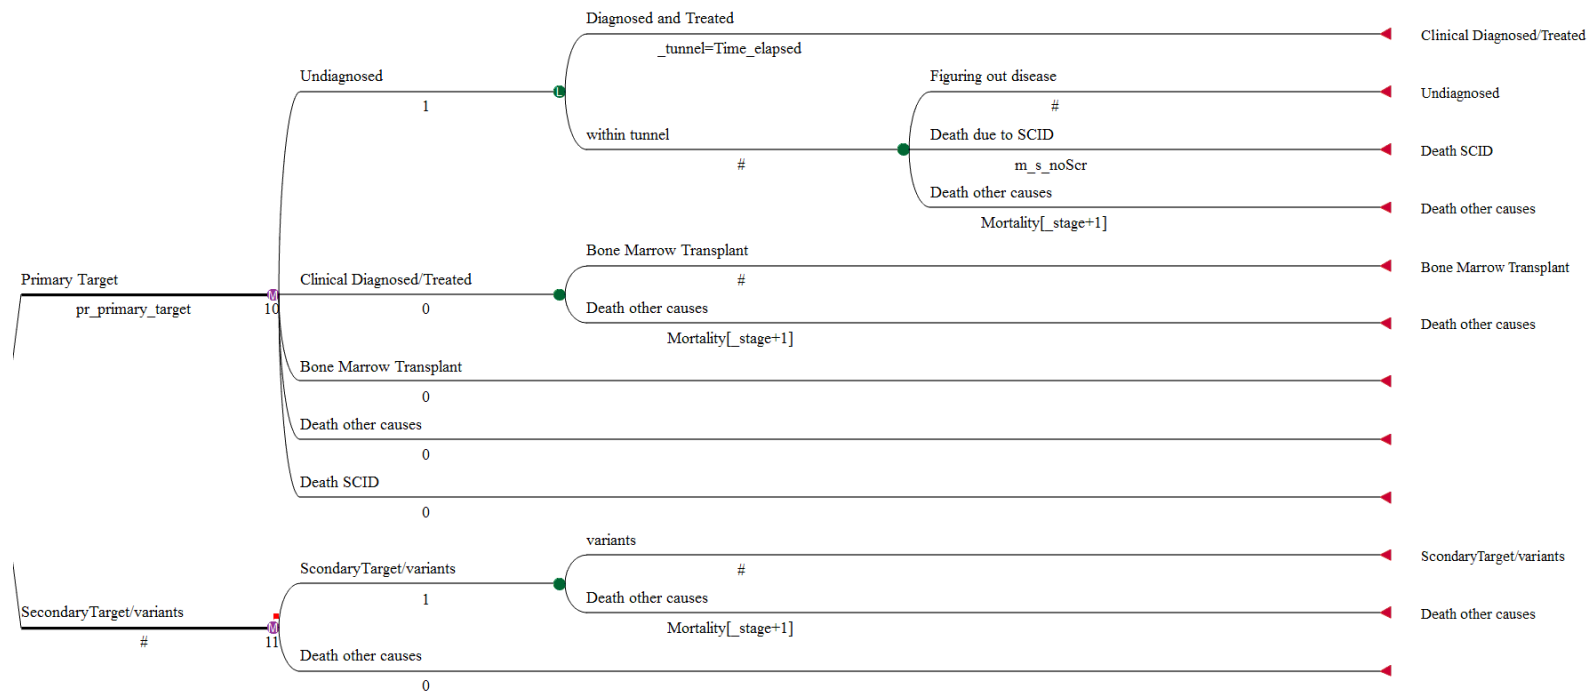 Diagnosed and Treated
_tunnel=Time_elapsed
Clinical Diagnosed/Treated
Undiagnosed
1
L
Figuring out disease
#
Undiagnosed
within tunnel
#
Death due to SCID
m_s_noScr
Death SCID
Death other causes
Mortality[_stage+1]
Death other causes
Primary Target
pr_primary_target
M
10
Clinical Diagnosed/Treated
0
Bone Marrow Transplant
#
Bone Marrow Transplant
Death other causes
Mortality[_stage+1]
Death other causes
Bone Marrow Transplant
0
Death other causes
0
Death SCID
0
SecondaryTarget/variants
#
M
11
ScondaryTarget/variants
1
variants
#
ScondaryTarget/variants
Death other causes
Mortality[_stage+1]
Death other causes
Death other causes
0